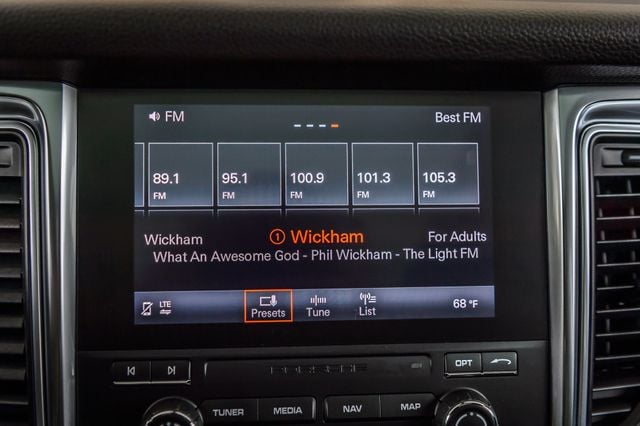 FM
Best FM
89.1 95.1 100.9 101.3 105.3
FM FM FM FM FM
Wickham ① Wickham For Adults
What An Awesome God - Phil Wickham - The Light FM
LTE
Presets Tune List 68 °F
PORSCHE
OPT
TUNER MEDIA NAV MAP